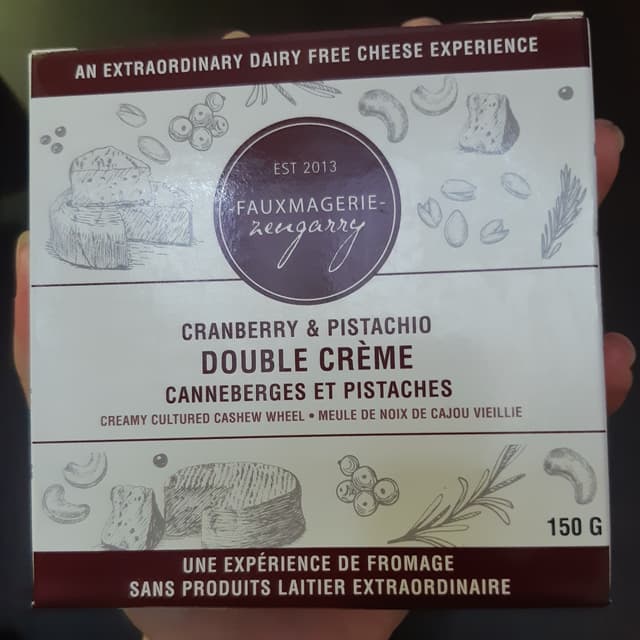 AN EXTRAORDINARY DAIRY FREE CHEESE EXPERIENCE
EST 2013
FAUXMAGERIE-
zengarry
CRANBERRY & PISTACHIO
DOUBLE CRÈME
CANNEBERGES ET PISTACHES
CREAMY CULTURED CASHEW WHEEL • MEULE DE NOIX DE CAJOU VIEILLIE
150 G
UNE EXPÉRIENCE DE FROMAGE
SANS PRODUITS LAITIER EXTRAORDINAIRE